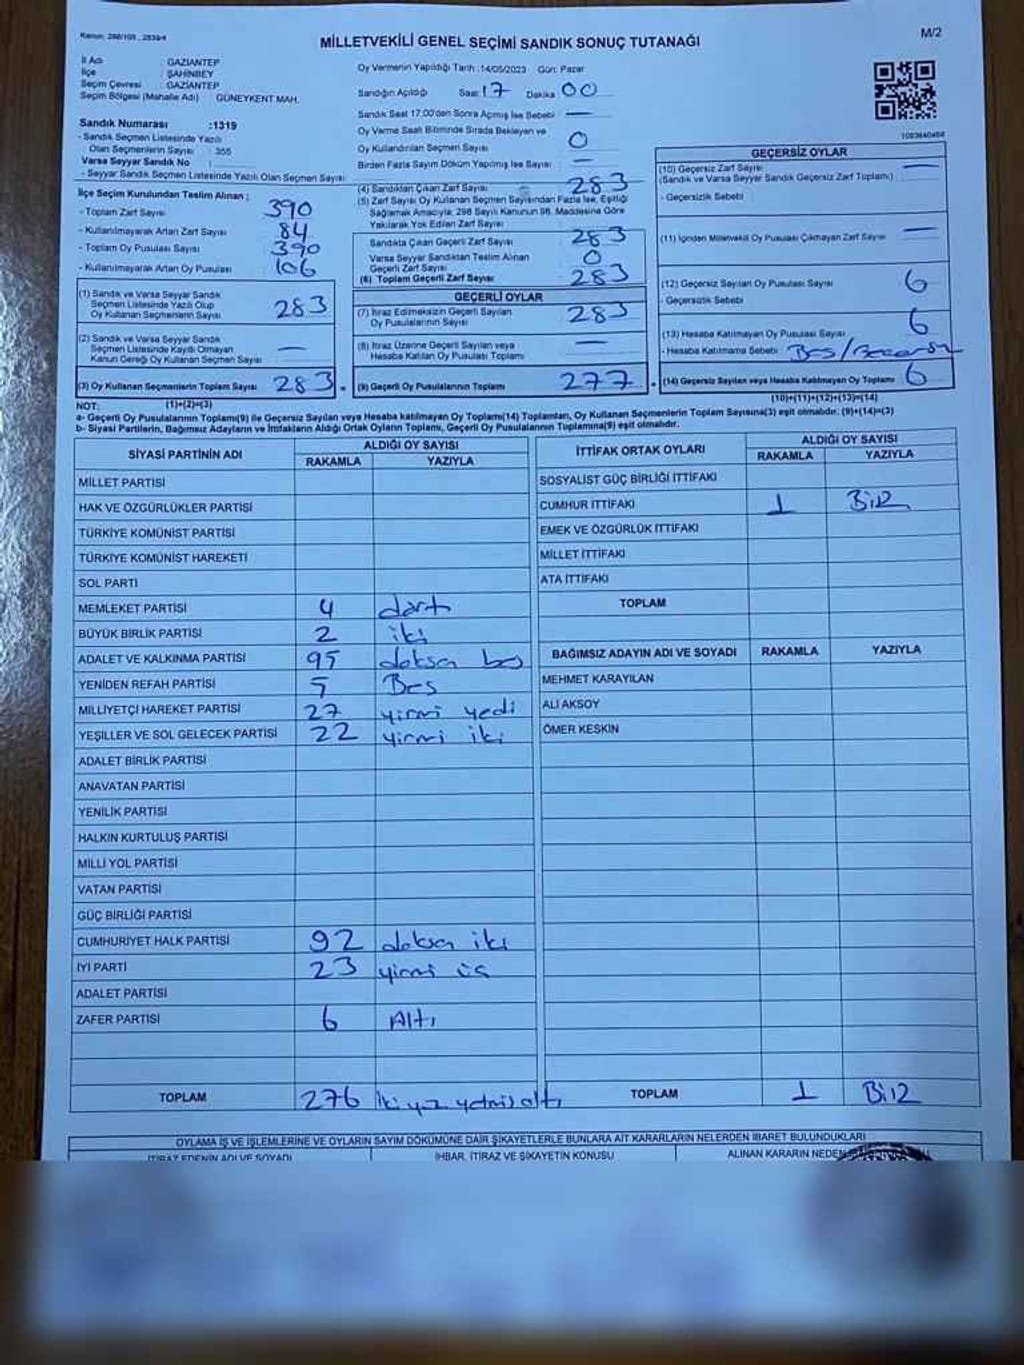 Kanun: 298/105 , 2839/4
MİLLETVEKİLİ GENEL SEÇİMİ SANDIK SONUÇ TUTANAĞI
M/2
İl Adı : GAZİANTEP
İlçe : ŞAHİNBEY
Seçim Çevresi : GAZİANTEP
Seçim Bölgesi (Mahalle Adı) GÜNEYKENT MAH.
Sandık Numarası :1319
- Sandık Seçmen Listesinde Yazılı
Olan Seçmenlerin Sayısı : 355
Varsa Seyyar Sandık No :
- Seyyar Sandık Seçmen Listesinde Yazılı Olan Seçmen Sayısı
İlçe Seçim Kurulundan Teslim Alınan ;
- Toplam Zarf Sayısı 390
- Kullanılmayarak Artan Zarf Sayısı 84
- Toplam Oy Pusulası Sayısı 390
- Kullanılmayarak Artan Oy Pusulası 106
(1) Sandık ve Varsa Seyyar Sandık
Seçmen Listesinde Yazılı Olup
Oy Kullanan Seçmenlerin Sayısı 283
(2) Sandık ve Varsa Seyyar Sandık
Seçmen Listesinde Kayıtlı Olmayan
Kanun Gereği Oy Kullanan Seçmen Sayısı —
(3) Oy Kullanan Seçmenlerin Toplam Sayısı 283
(1)+(2)=(3)
Oy Vermenin Yapıldığı Tarih :14/05/2023 Gün: Pazar
Sandığın Açıldığı Saat 17 Dakika 00
Sandık Saat 17.00'den Sonra Açmış İse Sebebi —
Oy Verme Saati Bitiminde Sırada Bekleyen ve
Oy Kullandırılan Seçmen Sayısı 0
Birden Fazla Sayım Döküm Yapılmış İse Sayısı —
(4) Sandıktan Çıkan Zarf Sayısı 283
(5) Zarf Sayısı Oy Kullanan Seçmen Sayısından Fazla İse, Eşitliği
Sağlamak Amacıyla, 298 Sayılı Kanunun 98. Maddesine Göre
Yakılarak Yok Edilen Zarf Sayısı
Sandıkta Çıkan Geçerli Zarf Sayısı 283
Varsa Seyyar Sandıktan Teslim Alınan
Geçerli Zarf Sayısı 0
(6) Toplam Geçerli Zarf Sayısı 283
GEÇERLİ OYLAR
(7) İtiraz Edilmeksizin Geçerli Sayılan
Oy Pusulalarının Sayısı 283
(8) İtiraz Üzerine Geçerli Sayılan veya
Hesaba Katılan Oy Pusulası Toplamı —
(9) Geçerli Oy Pusulalarının Toplamı 277
GEÇERSİZ OYLAR
(10) Geçersiz Zarf Sayısı —
(Sandık ve Varsa Seyyar Sandık Geçersiz Zarf Toplamı)
- Geçersizlik Sebebi
(11) İçinden Milletvekili Oy Pusulası Çıkmayan Zarf Sayısı —
(12) Geçersiz Sayılan Oy Pusulası Sayısı 6
- Geçersizlik Sebebi
(13) Hesaba Katılmayan Oy Pusulası Sayısı 6
- Hesaba Katılmama Sebebi
(14) Geçersiz Sayılan veya Hesaba Katılmayan Oy Toplamı 6
(10)+(11)+(12)+(13)=(14)
NOT:
a- Geçerli Oy Pusulalarının Toplamı(9) ile Geçersiz Sayılan veya Hesaba katılmayan Oy Toplamı(14) Toplamları, Oy Kullanan Seçmenlerin Toplam Sayısına(3) eşit olmalıdır. (9)+(14)=(3)
b- Siyasi Partilerin, Bağımsız Adayların ve İttifakların Aldığı Ortak Oyların Toplamı, Geçerli Oy Pusulalarının Toplamına(9) eşit olmalıdır.
SİYASİ PARTİNİN ADI ALDIĞI OY SAYISI
RAKAMLA YAZIYLA
MİLLET PARTİSİ
HAK VE ÖZGÜRLÜKLER PARTİSİ
TÜRKİYE KOMÜNİST PARTİSİ
TÜRKİYE KOMÜNİST HAREKETİ
SOL PARTİ
MEMLEKET PARTİSİ 4 dört
BÜYÜK BİRLİK PARTİSİ 2 iki
ADALET VE KALKINMA PARTİSİ 95 doksan beş
YENİDEN REFAH PARTİSİ 5 Beş
MİLLİYETÇİ HAREKET PARTİSİ 27 yirmi yedi
YEŞİLLER VE SOL GELECEK PARTİSİ 22 yirmi iki
ADALET BİRLİK PARTİSİ
ANAVATAN PARTİSİ
YENİLİK PARTİSİ
HALKIN KURTULUŞ PARTİSİ
MİLLİ YOL PARTİSİ
VATAN PARTİSİ
GÜÇ BİRLİĞİ PARTİSİ
CUMHURİYET HALK PARTİSİ 92 doksan iki
İYİ PARTİ 23 yirmi üç
ADALET PARTİSİ
ZAFER PARTİSİ 6 Altı
TOPLAM 276 iki yüz yetmiş altı
İTTİFAK ORTAK OYLARI ALDIĞI OY SAYISI
RAKAMLA YAZIYLA
SOSYALİST GÜÇ BİRLİĞİ İTTİFAKI
CUMHUR İTTİFAKI 1 BİR
EMEK VE ÖZGÜRLÜK İTTİFAKI
MİLLET İTTİFAKI
ATA İTTİFAKI
TOPLAM
BAĞIMSIZ ADAYIN ADI VE SOYADI RAKAMLA YAZIYLA
MEHMET KARAYILAN
ALİ AKSOY
ÖMER KESKİN
TOPLAM 1 BİR
OYLAMA İŞ VE İŞLEMLERİNE VE OYLARIN SAYIM DÖKÜMÜNE DAİR ŞİKAYETLERLE BUNLARA AİT KARARLARIN NELERDEN İBARET BULUNDUKLARI
İTİRAZ EDENİN ADI VE SOYADI İHBAR, İTİRAZ VE ŞİKAYETİN KONUSU ALINAN KARARIN